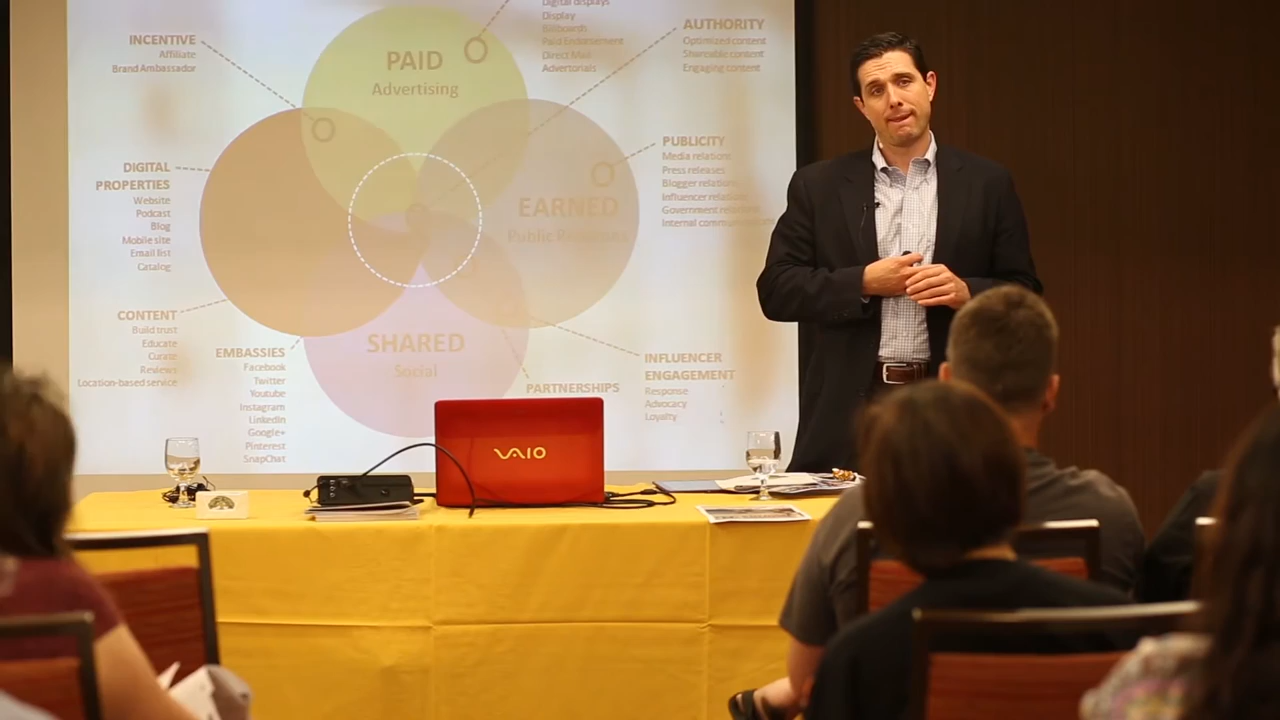 Digital displays
Display
Billboards
Paid Endorsement
Direct Mail
Advertorials
INCENTIVE
Affiliate
Brand Ambassador
PAID
Advertising
AUTHORITY
Optimized content
Shareable content
Engaging content
DIGITAL
PROPERTIES
Website
Podcast
Blog
Mobile site
Email list
Catalog
EARNED
Public Relations
PUBLICITY
Media relations
Press releases
Blogger relations
Influencer relations
Government relations
Internal communications
CONTENT
Build trust
Educate
Curate
Reviews
Location-based service
EMBASSIES
Facebook
Twitter
Youtube
Instagram
LinkedIn
Google+
Pinterest
SnapChat
SHARED
Social
PARTNERSHIPS
INFLUENCER
ENGAGEMENT
Response
Advocacy
Loyalty
VAIO